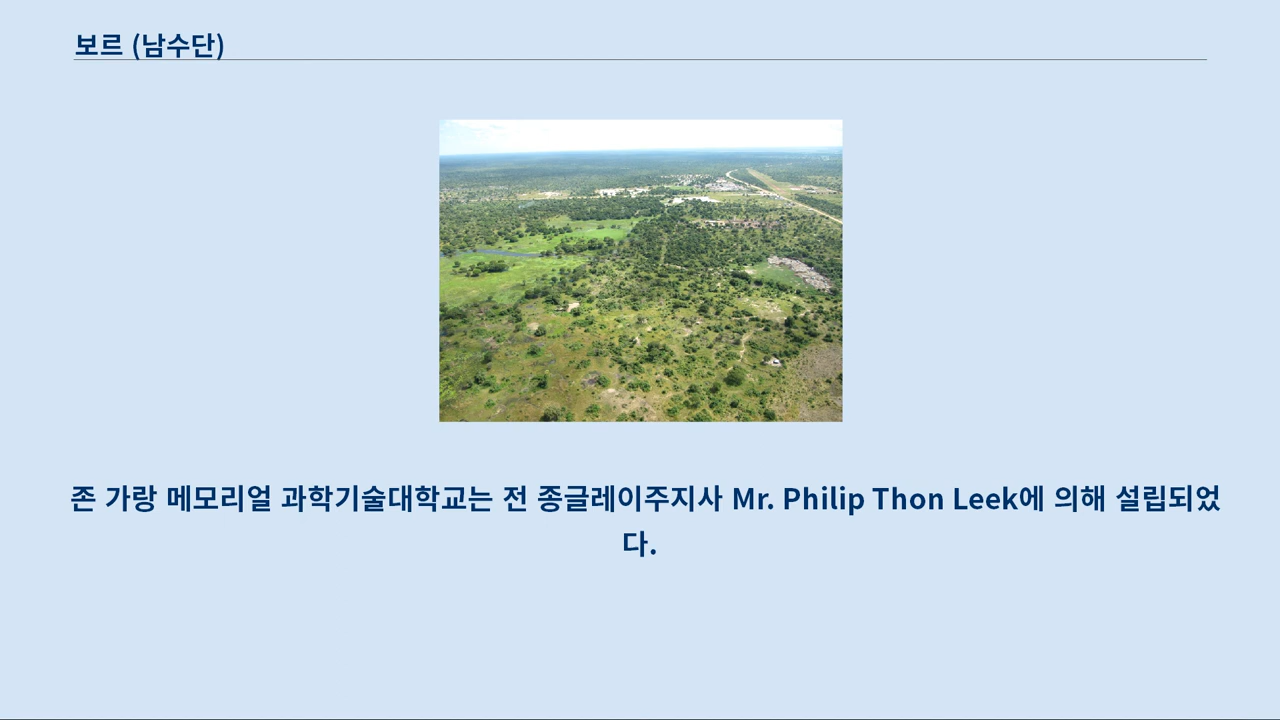 보르 (남수단)
존 가랑 메모리얼 과학기술대학교는 전 종글레이주지사 Mr. Philip Thon Leek에 의해 설립되었
다.